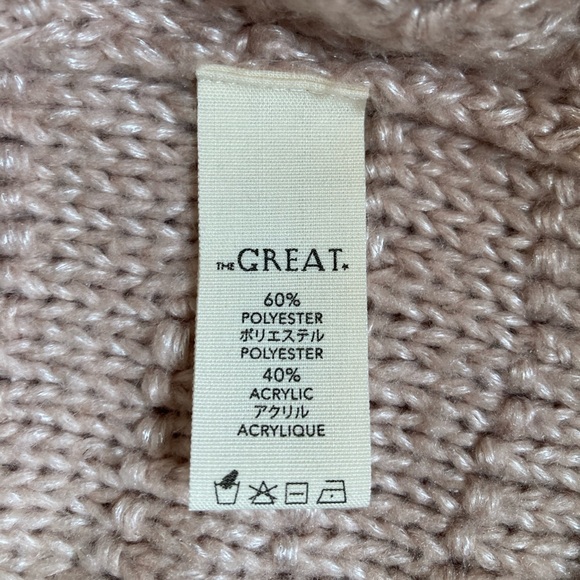 THE GREAT.
60%
POLYESTER
ポリエステル
POLYESTER
40%
ACRYLIC
アクリル
ACRYLIQUE